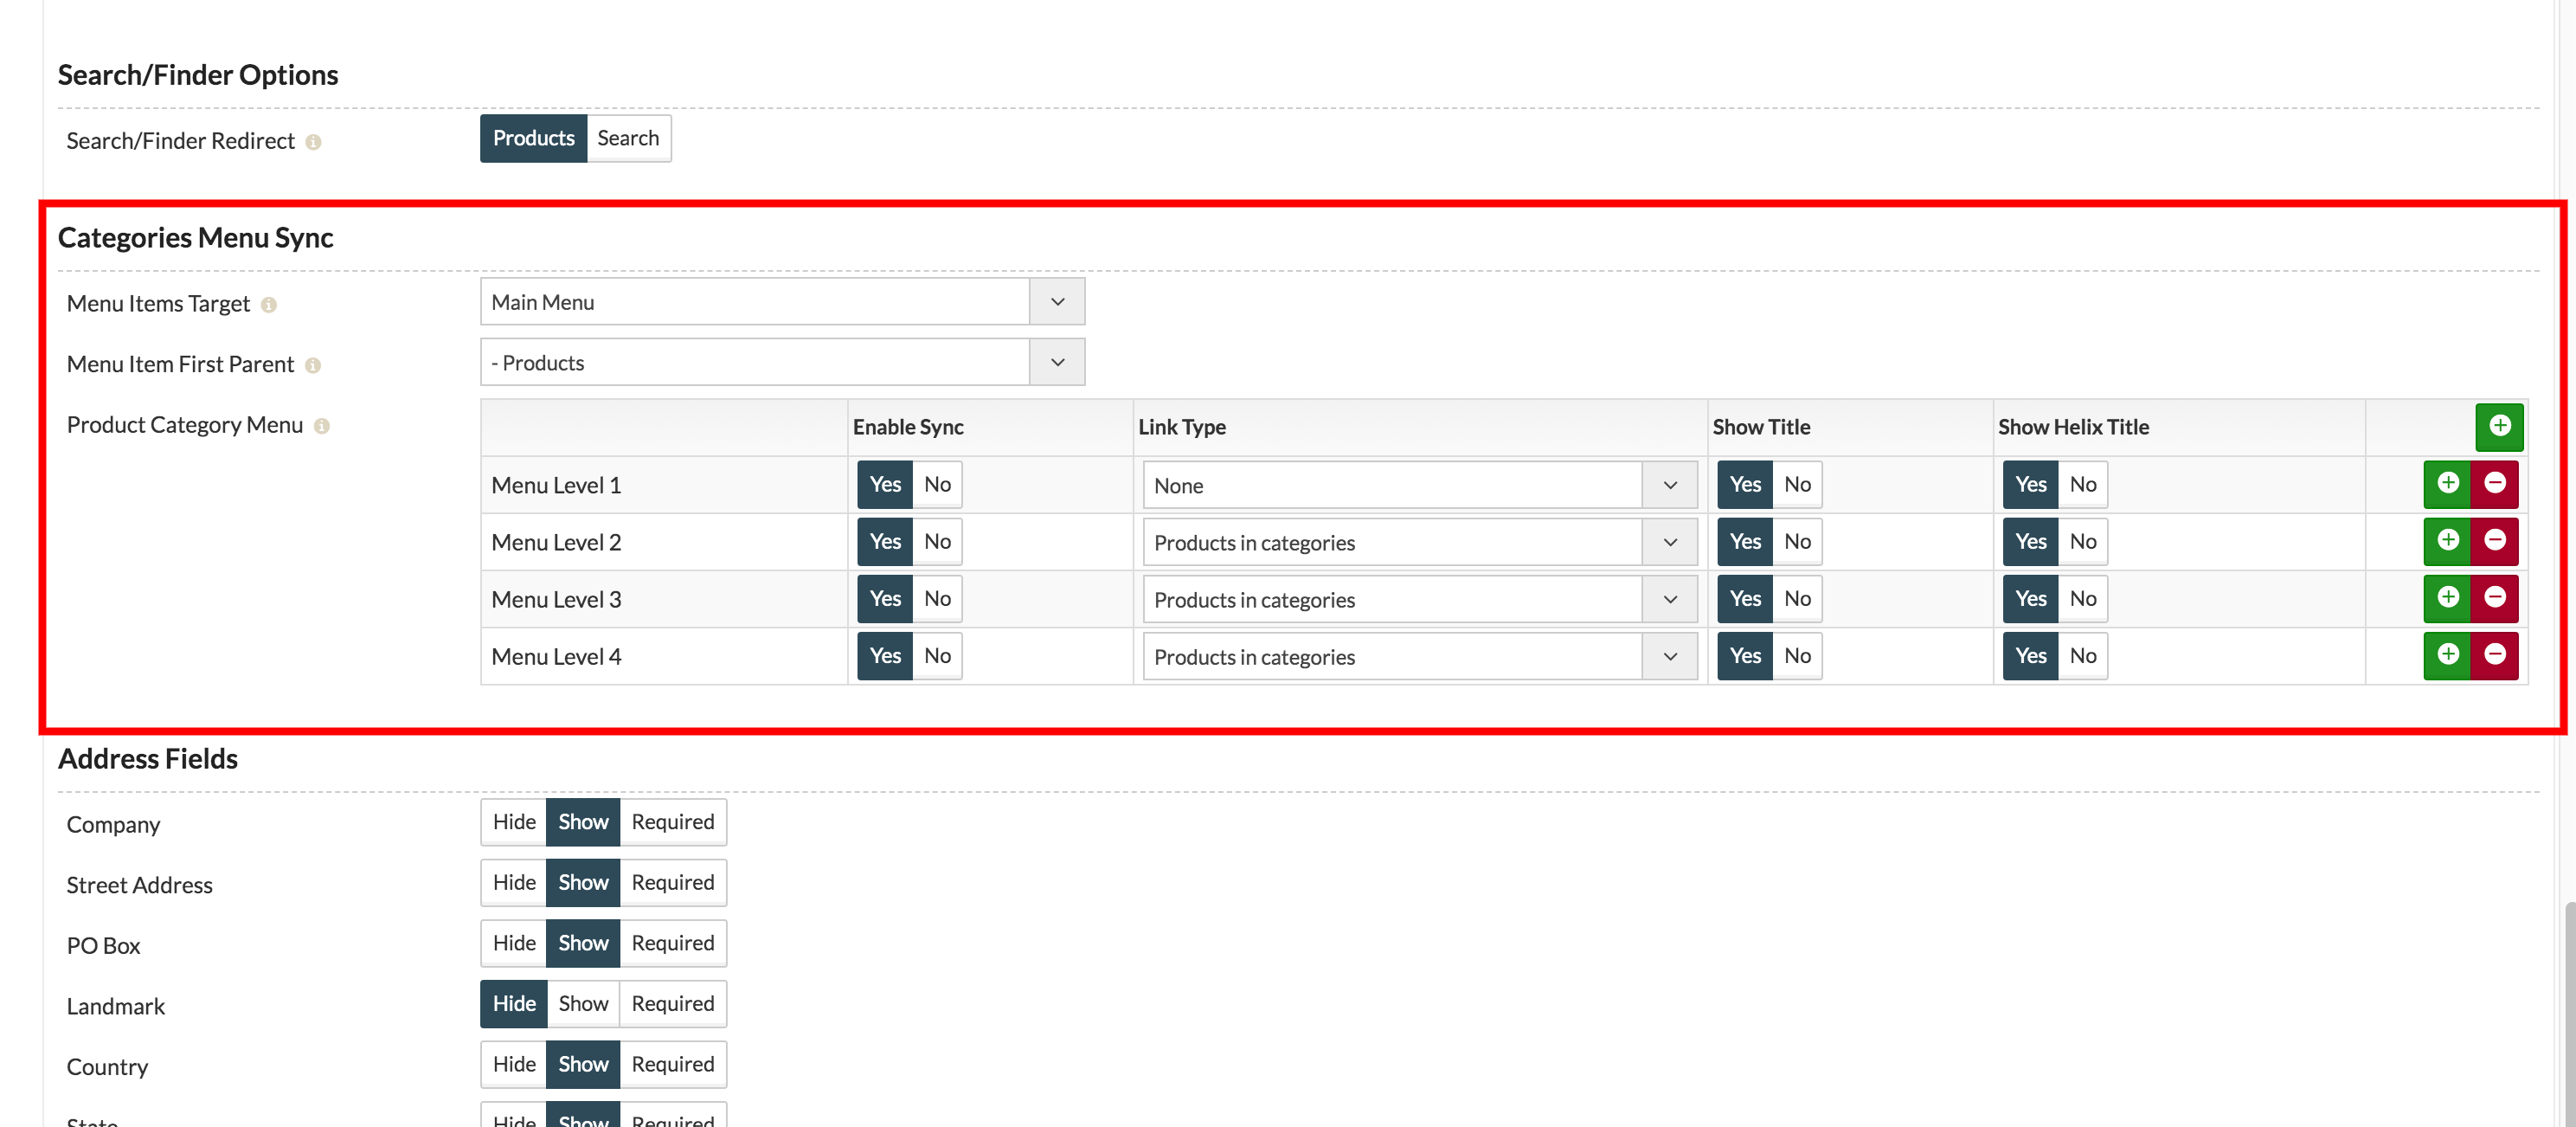 Search/Finder Options
Search/Finder Redirect Products Search
Categories Menu Sync
Menu Items Target Main Menu
Menu Item First Parent - Products
Product Category Menu Enable Sync Link Type Show Title Show Helix Title
Menu Level 1 Yes No None Yes No Yes No
Menu Level 2 Yes No Products in categories Yes No Yes No
Menu Level 3 Yes No Products in categories Yes No Yes No
Menu Level 4 Yes No Products in categories Yes No Yes No
Address Fields
Company Hide Show Required
Street Address Hide Show Required
PO Box Hide Show Required
Landmark Hide Show Required
Country Hide Show Required
State Hide Show Required